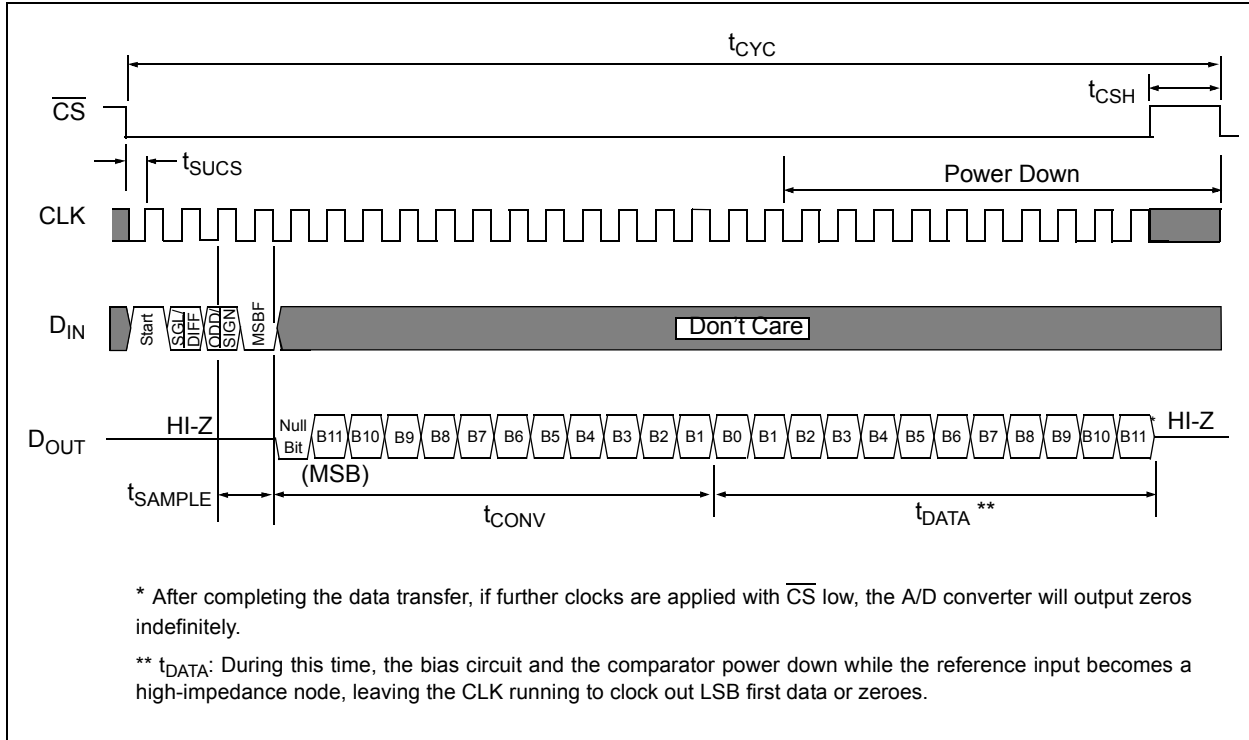 tCYC
tCSH
CS
tSUCS
Power Down
CLK
DIN
Start
SGL/
DIFF
ODD/
SIGN
MSBF
Don't Care
HI-Z
DOUT
Null
Bit
B11 B10 B9 B8 B7 B6 B5 B4 B3 B2 B1 B0 B1 B2 B3 B4 B5 B6 B7 B8 B9 B10 B11
* HI-Z
(MSB)
tSAMPLE
tCONV
tDATA **
* After completing the data transfer, if further clocks are applied with CS low, the A/D converter will output zeros
indefinitely.
** tDATA: During this time, the bias circuit and the comparator power down while the reference input becomes a
high-impedance node, leaving the CLK running to clock out LSB first data or zeroes.